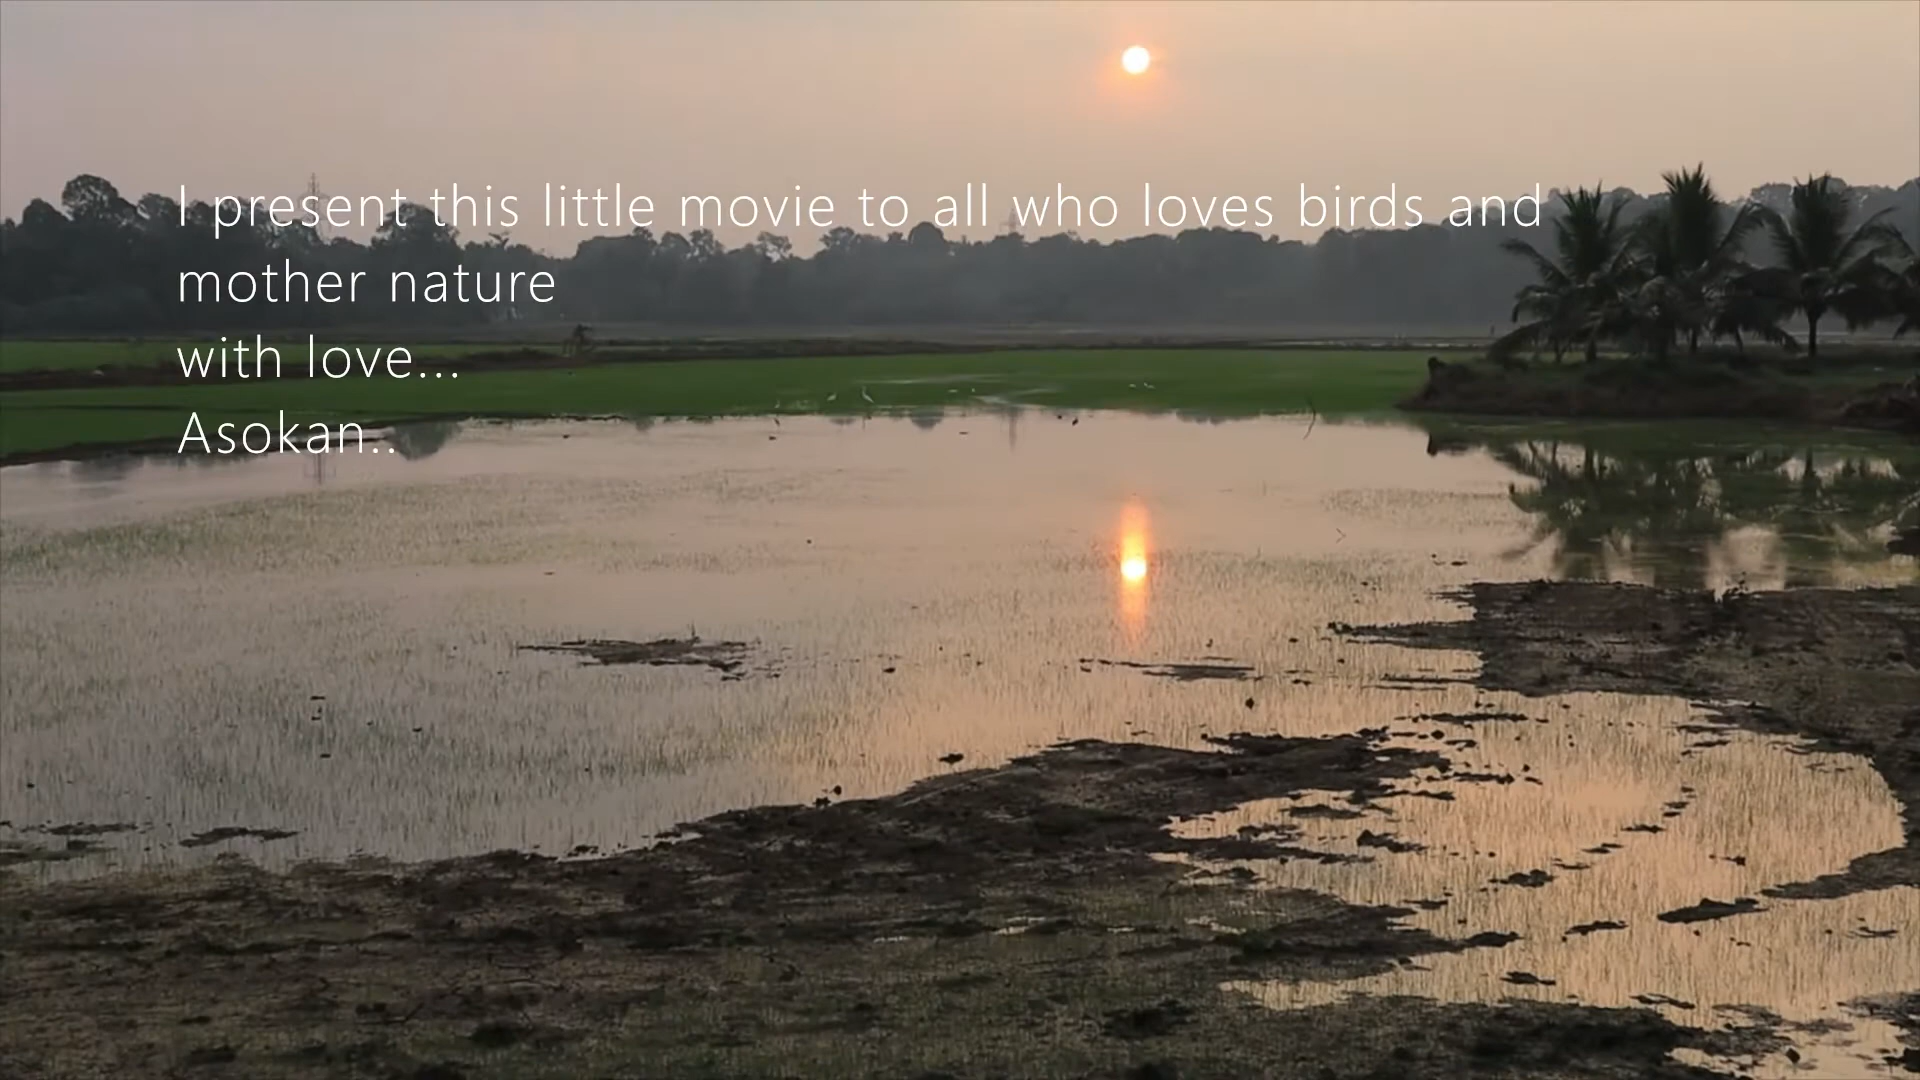 I present this little movie to all who loves birds and
mother nature
with love...
Asokan..